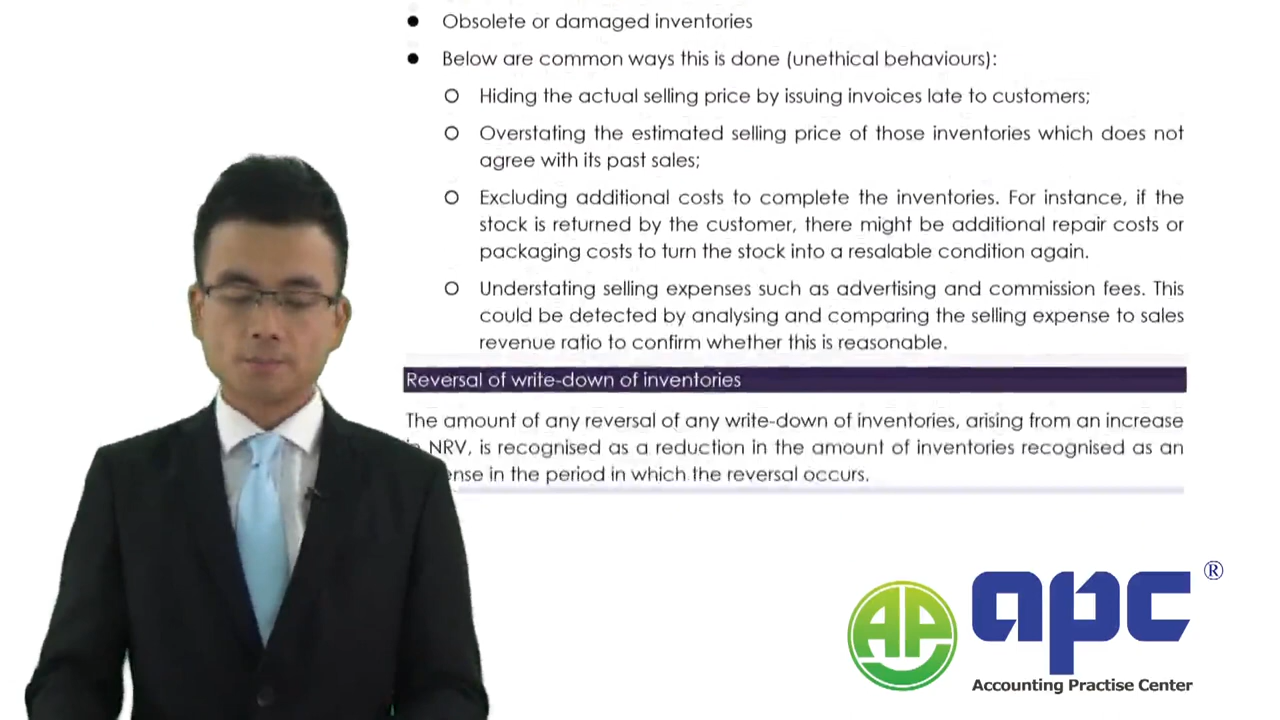 ● Obsolete or damaged inventories
● Below are common ways this is done (unethical behaviours):
○ Hiding the actual selling price by issuing invoices late to customers;
○ Overstating the estimated selling price of those inventories which does not
agree with its past sales;
○ Excluding additional costs to complete the inventories. For instance, if the
stock is returned by the customer, there might be additional repair costs or
packaging costs to turn the stock into a resalable condition again.
○ Understating selling expenses such as advertising and commission fees. This
could be detected by analysing and comparing the selling expense to sales
revenue ratio to confirm whether this is reasonable.
Reversal of write-down of inventories
The amount of any reversal of any write-down of inventories, arising from an increase
NRV, is recognised as a reduction in the amount of inventories recognised as an
in the period in which the reversal occurs.
AP apc ®
Accounting Practise Center